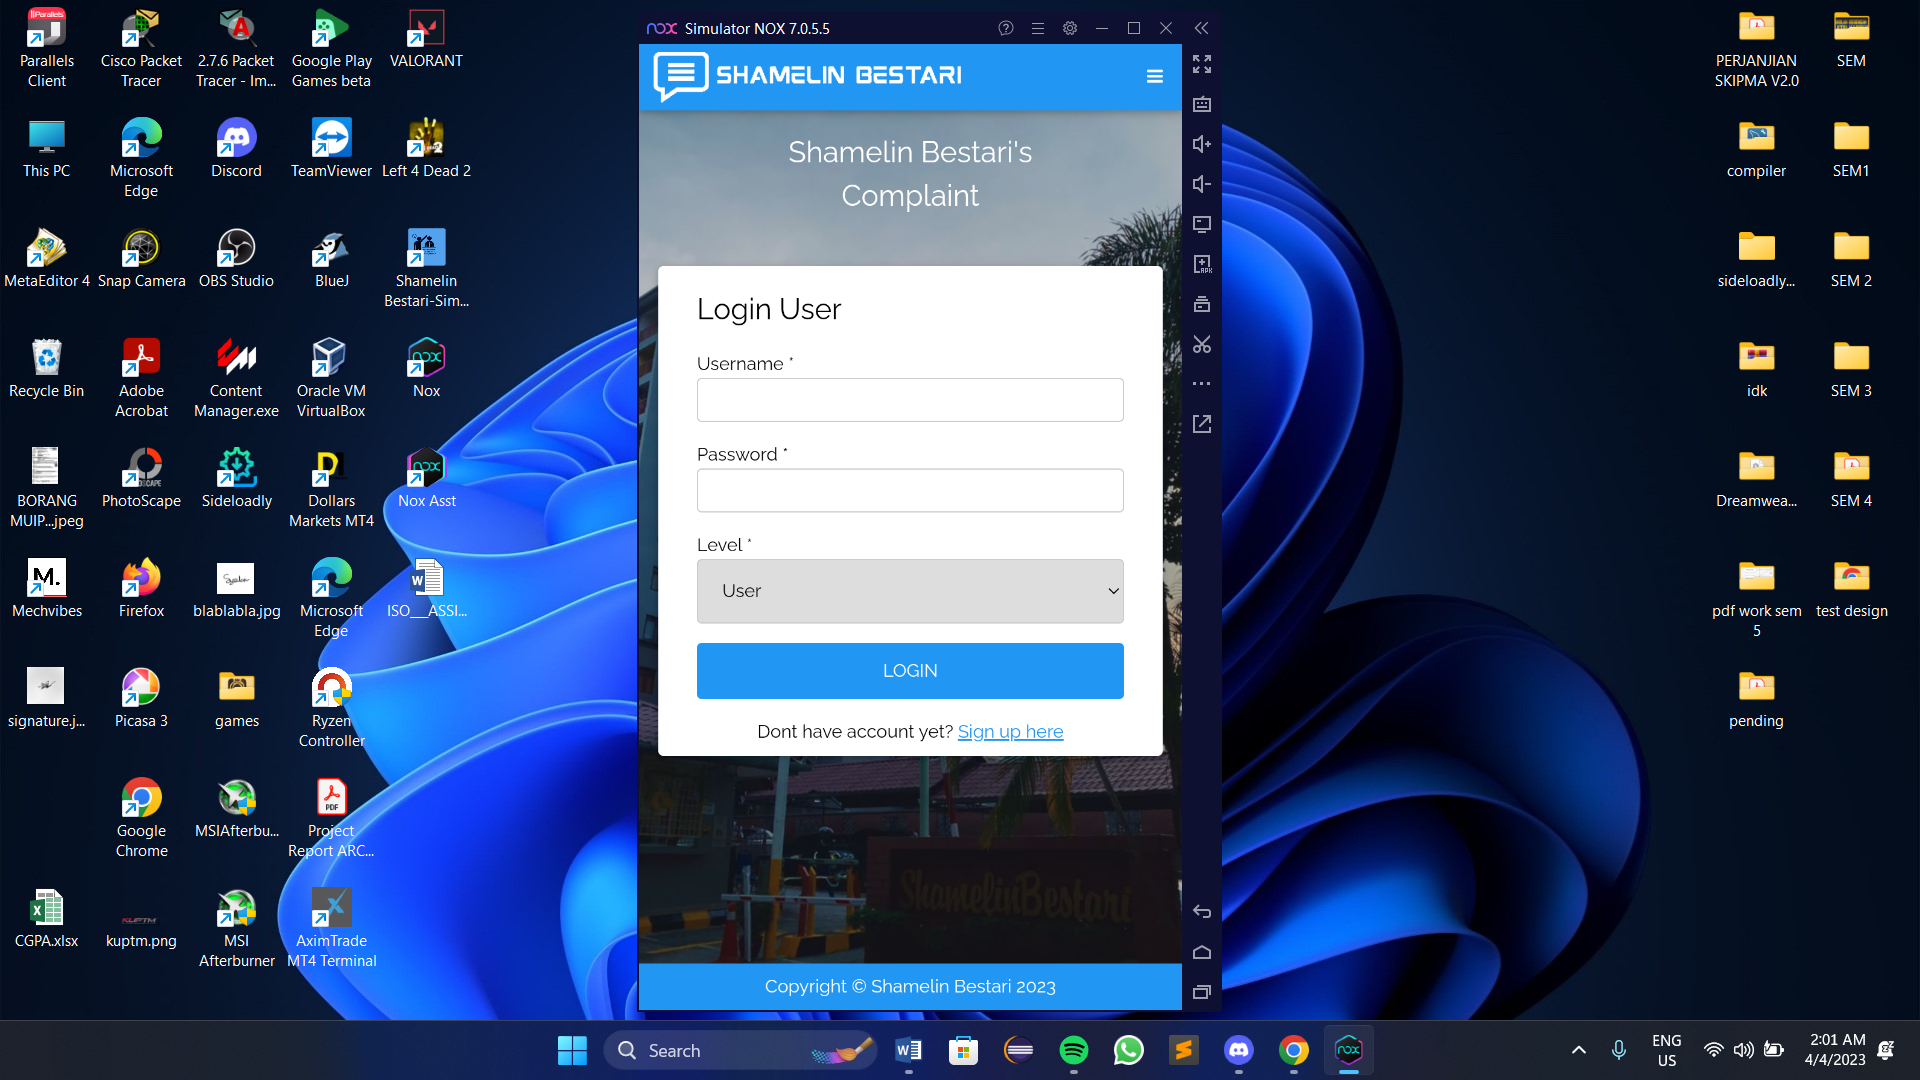 Parallels
Client
Cisco Packet
Tracer
2.7.6 Packet
Tracer - Im...
Google Play
Games beta
VALORANT
This PC
Microsoft
Edge
Discord
TeamViewer
Left 4 Dead 2
MetaEditor 4
Snap Camera
OBS Studio
BlueJ
Shamelin
Bestari-Sim...
Recycle Bin
Adobe
Acrobat
Content
Manager.exe
Oracle VM
VirtualBox
Nox
BORANG
MUIP...jpeg
PhotoScape
Sideloadly
Dollars
Markets MT4
Nox Asst
Mechvibes
Firefox
blablabla.jpg
Microsoft
Edge
ISO__ASSI...
signature.j...
Picasa 3
games
Ryzen
Controller
Google
Chrome
MSIAfterbu...
Project
Report ARC...
CGPA.xlsx
kuptm.png
MSI
Afterburner
AximTrade
MT4 Terminal
nox Simulator NOX 7.0.5.5
SHAMELIN BESTARI
Shamelin Bestari's
Complaint
Login User
Username *
Password *
Level *
User
LOGIN
Dont have account yet? Sign up here
ShamelinBestari
Copyright © Shamelin Bestari 2023
PERJANJIAN
SKIPMA V2.0
SEM
compiler
SEM1
sideloadly...
SEM 2
idk
SEM 3
Dreamwea...
SEM 4
pdf work sem
5
test design
pending
Search
ENG
US
2:01 AM
4/4/2023